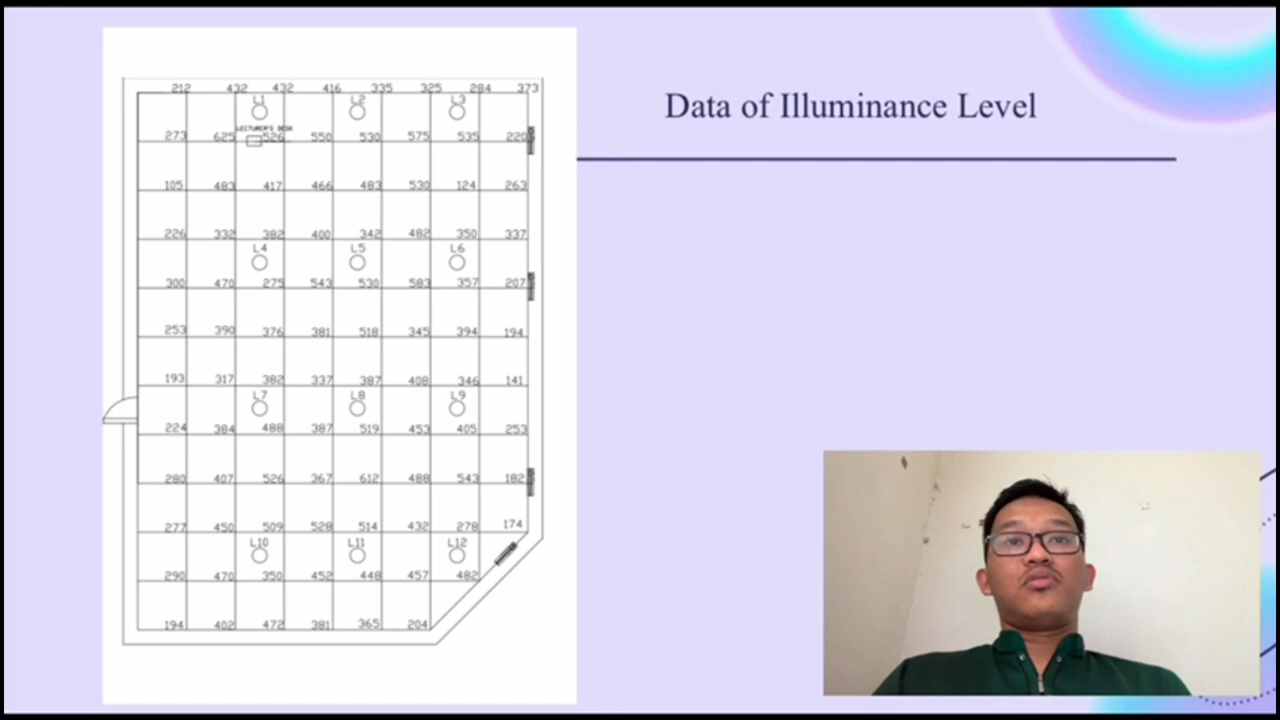 Data of Illuminance Level
212 432 432 416 335 325 284 373
L1 L2 L3
LECTURER'S DESK
273 625 526 550 530 575 535 220
105 483 417 466 483 530 124 263
226 332 382 400 342 482 350 337
L4 L5 L6
300 470 275 543 530 583 357 207
253 390 376 381 518 345 394 194
193 317 382 337 387 408 346 141
L7 L8 L9
224 384 488 387 519 453 405 253
280 407 526 367 612 488 543 182
277 450 509 528 514 432 278 174
L10 L11 L12
290 470 350 452 448 457 482
194 402 472 381 365 204